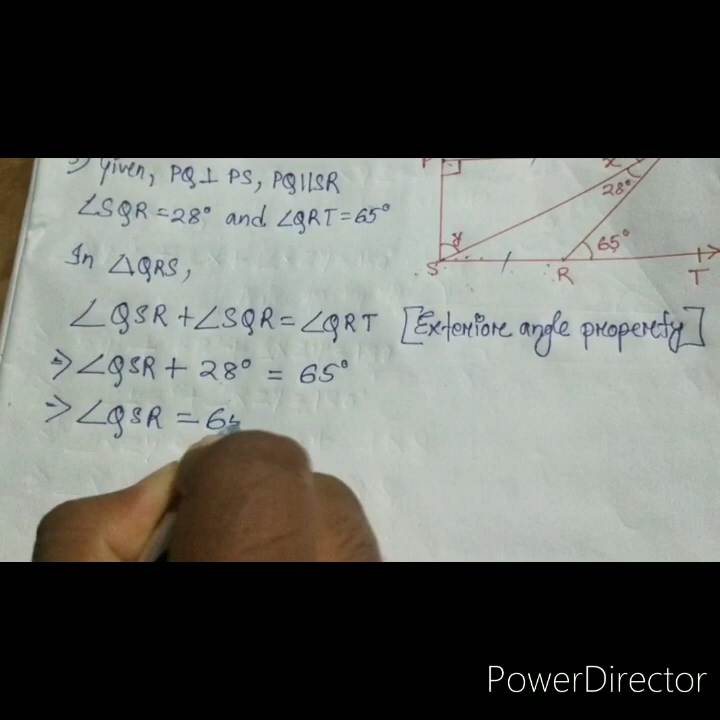 Given, PQ⊥ PS, PQ||SR
∠SQR=28° and ∠QRT=65°
In △QRS,
∠QSR+∠SQR=∠QRT [Exteriore angle properety]
⇒∠QSR+ 28° = 65°
⇒∠QSR = 65
x
28°
y
65°
S
R
T
PowerDirector